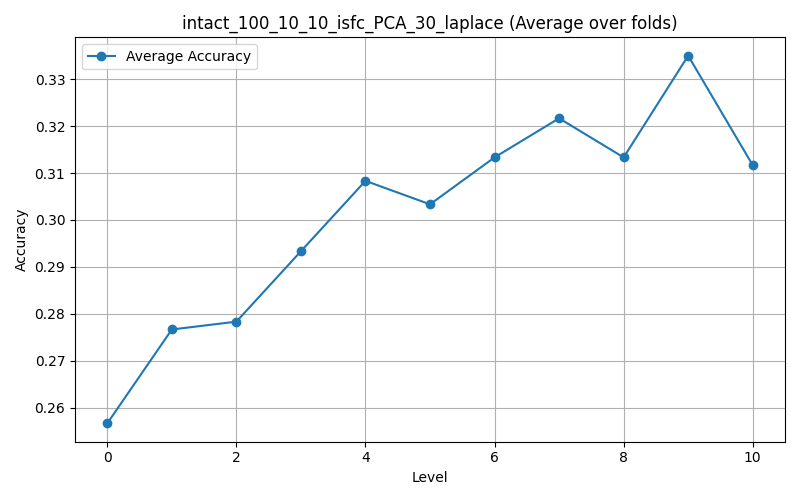 intact_100_10_10_isfc_PCA_30_laplace (Average over folds)
Average Accuracy
0.33
0.32
0.31
0.30
0.29
0.28
0.27
0.26
Accuracy
0 2 4 6 8 10
Level